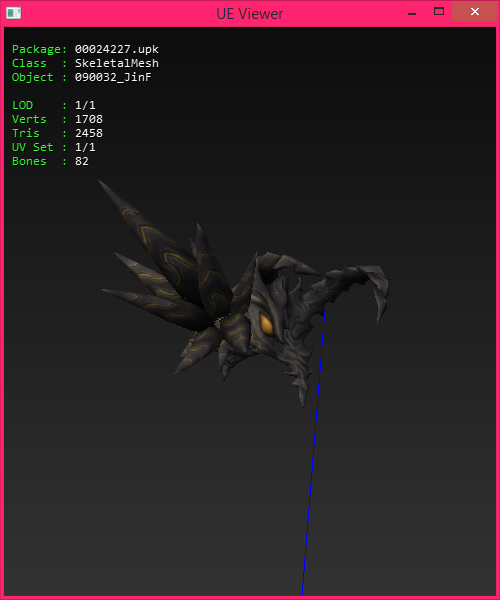 UE Viewer
Package: 00024227.upk
Class  : SkeletalMesh
Object : 090032_JinF
LOD    : 1/1
Verts  : 1708
Tris   : 2458
UV Set : 1/1
Bones  : 82